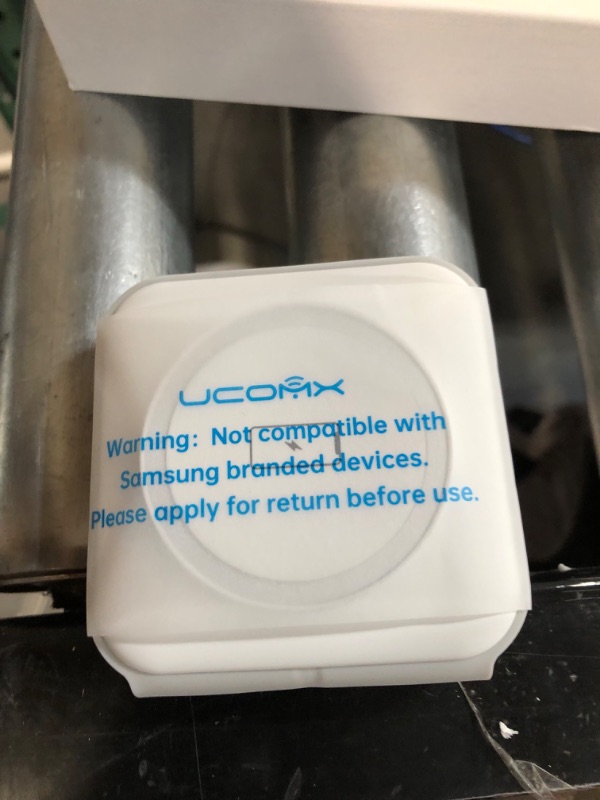 UCOMX
Warning: Not compatible with
Samsung branded devices.
Please apply for return before use.